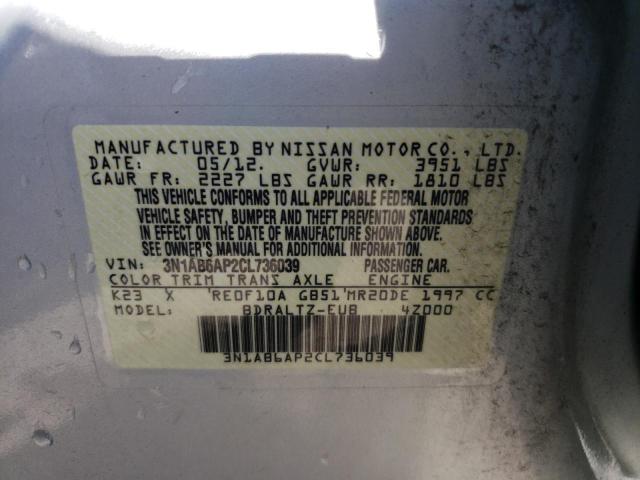 MANUFACTURED BY NISSAN MOTOR CO., LTD.
DATE: 05/12. GVWR: 3951 LBS
GAWR FR: 2227 LBS GAWR RR: 1810 LBS
THIS VEHICLE CONFORMS TO ALL APPLICABLE FEDERAL MOTOR
VEHICLE SAFETY, BUMPER AND THEFT PREVENTION STANDARDS
IN EFFECT ON THE DATE OF MANUFACTURE SHOWN ABOVE.
SEE OWNER'S MANUAL FOR ADDITIONAL INFORMATION.
VIN: 3N1AB6AP2CL736039 PASSENGER CAR.
COLOR TRIM TRANS AXLE ENGINE
K23 X 'RE0F10A GB51'MR20DE 1997 CC
BDRALTZ-EUB 4Z000
3N1AB6AP2CL736039